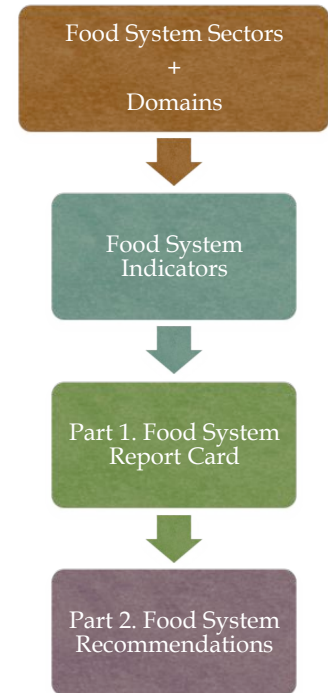 Food System Sectors
+
Domains
Food System
Indicators
Part 1. Food System
Report Card
Part 2. Food System
Recommendations